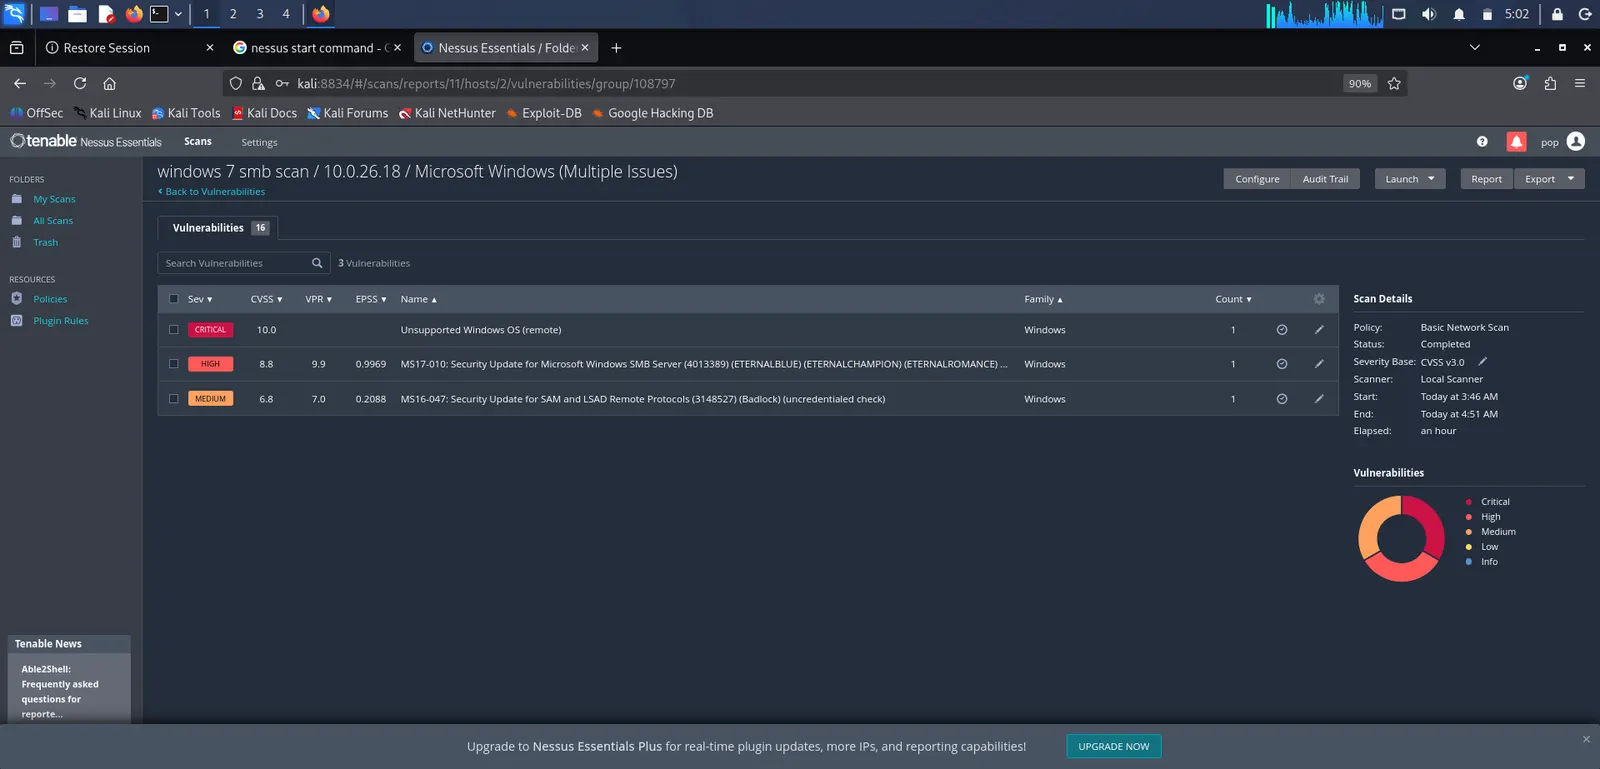 1 2 3 4 5:02
Restore Session × nessus start command - G × Nessus Essentials / Folde × +
kali:8834/#/scans/reports/11/hosts/2/vulnerabilities/group/108797 90%
OffSec Kali Linux Kali Tools Kali Docs Kali Forums Kali NetHunter Exploit-DB Google Hacking DB
tenable Nessus Essentials Scans Settings pop
FOLDERS
My Scans
All Scans
Trash
RESOURCES
Policies
Plugin Rules
windows 7 smb scan / 10.0.26.18 / Microsoft Windows (Multiple Issues)
‹ Back to Vulnerabilities
Configure Audit Trail Launch Report Export
Vulnerabilities 16
Search Vulnerabilities 3 Vulnerabilities
Sev CVSS VPR EPSS Name Family Count
CRITICAL 10.0 Unsupported Windows OS (remote) Windows 1
HIGH 8.8 9.9 0.9969 MS17-010: Security Update for Microsoft Windows SMB Server (4013389) (ETERNALBLUE) (ETERNALCHAMPION) (ETERNALROMANCE) ... Windows 1
MEDIUM 6.8 7.0 0.2088 MS16-047: Security Update for SAM and LSAD Remote Protocols (3148527) (Badlock) (uncredentialed check) Windows 1
Scan Details
Policy: Basic Network Scan
Status: Completed
Severity Base: CVSS v3.0
Scanner: Local Scanner
Start: Today at 3:46 AM
End: Today at 4:51 AM
Elapsed: an hour
Vulnerabilities
Critical
High
Medium
Low
Info
Tenable News
Able2Shell:
Frequently asked
questions for
reporte...
Upgrade to Nessus Essentials Plus for real-time plugin updates, more IPs, and reporting capabilities! UPGRADE NOW ×